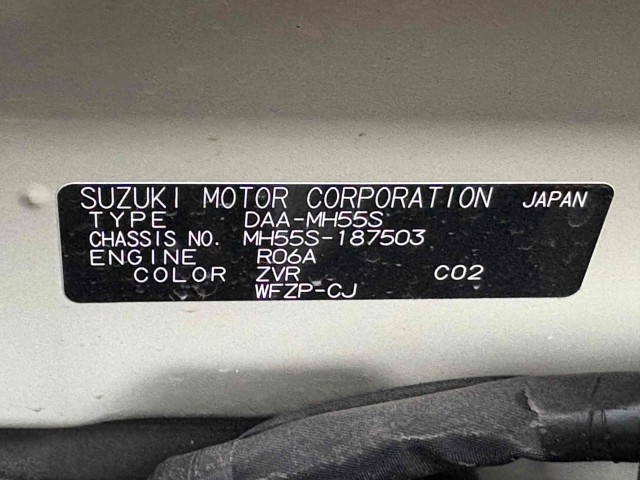 SUZUKI MOTOR CORPORATION JAPAN
TYPE DAA-MH55S
CHASSIS NO. MH55S-187503
ENGINE R06A
COLOR ZVR C02
WFZP-CJ